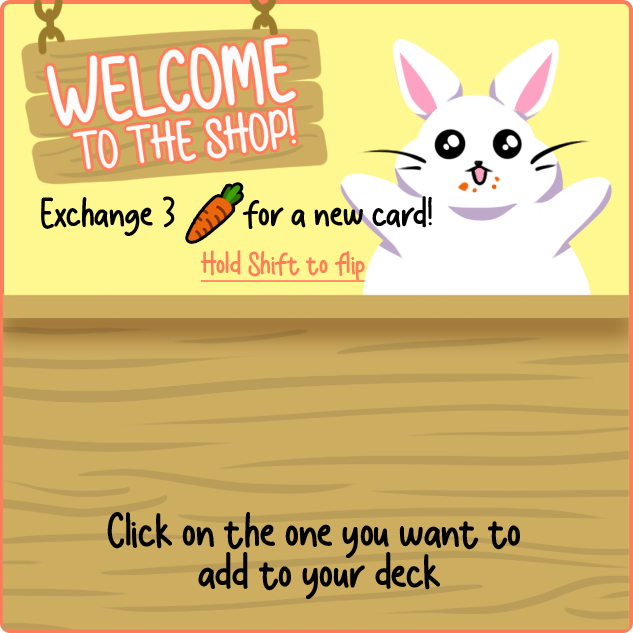 WELCOME
TO THE SHOP!
Exchange 3 for a new card!
Hold Shift to flip
Click on the one you want to
add to your deck